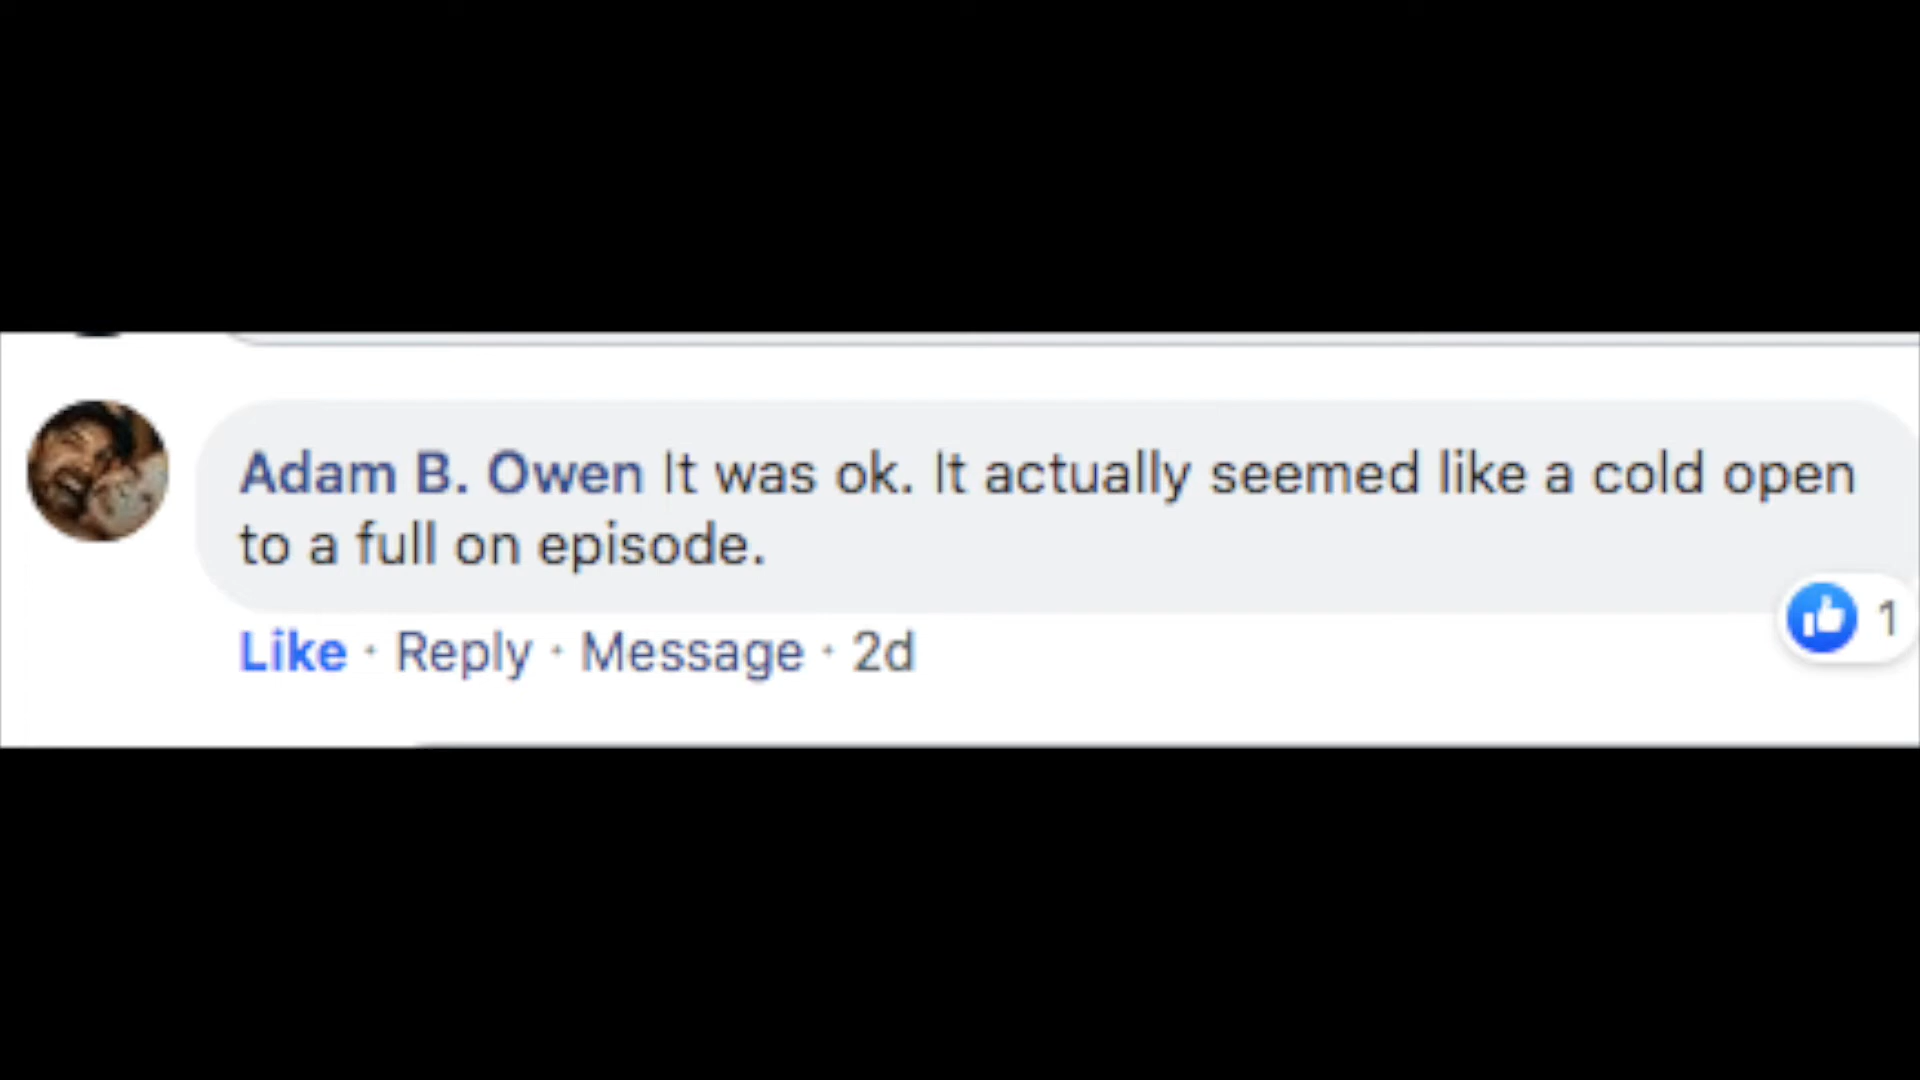 Adam B. Owen It was ok. It actually seemed like a cold open
to a full on episode.
1
Like · Reply · Message · 2d